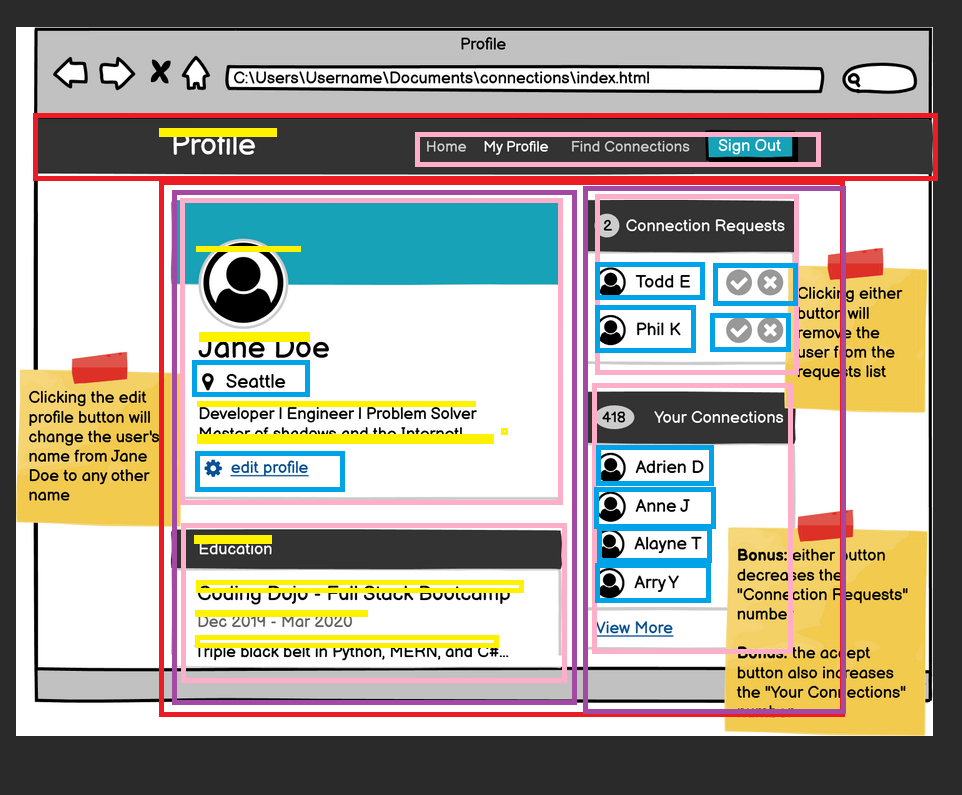 Profile
C:\Users\Username\Documents\connections\index.html
Profile
Home My Profile Find Connections Sign Out
2 Connection Requests
Todd E
Phil K
Clicking either
button will
remove the
user from the
requests list
Jane Doe
Seattle
Developer | Engineer | Problem Solver
Master of shadows and the Internet!
edit profile
Clicking the edit
profile button will
change the user's
name from Jane
Doe to any other
name
418 Your Connections
Adrien D
Anne J
Alayne T
Arry Y
View More
Education
Coding Dojo - Full Stack Bootcamp
Dec 2019 - Mar 2020
Triple black belt in Python, MERN, and C#...
Bonus: either button
decreases the
"Connection Requests"
number
Bonus: the accept
button also increases
the "Your Connections"
number